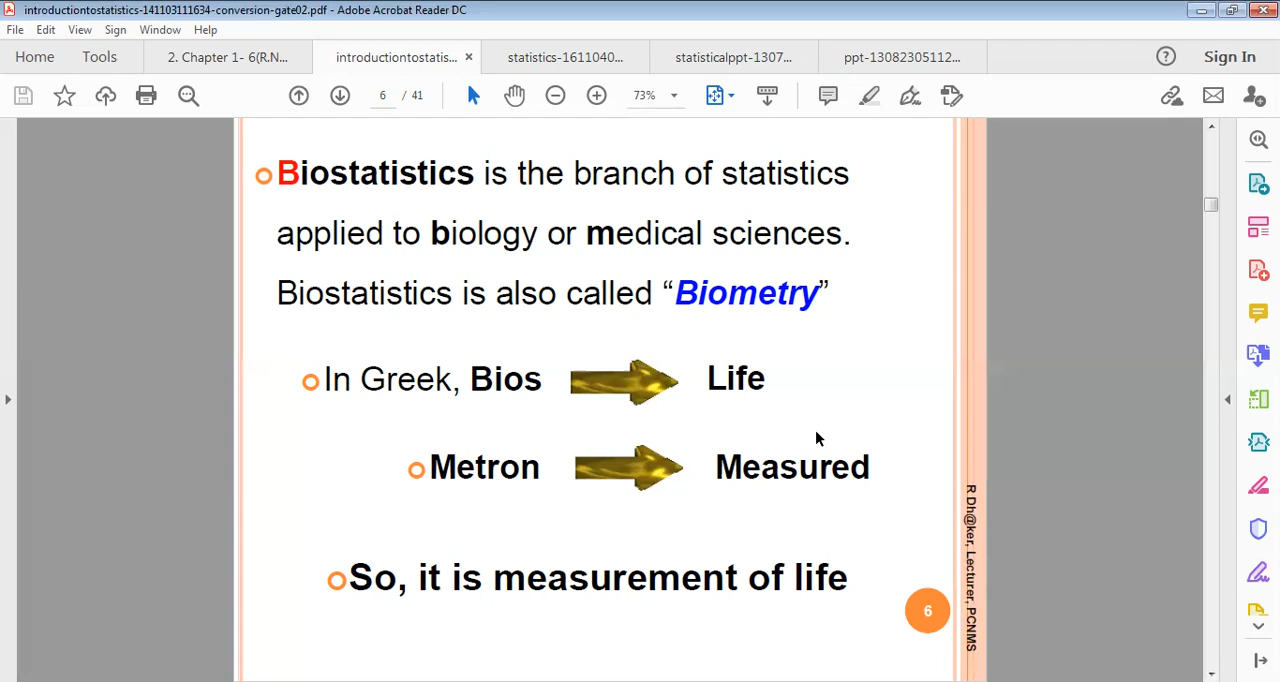 introductiontostatistics-141103111634-conversion-gate02.pdf - Adobe Acrobat Reader DC
File Edit View Sign Window Help
Home Tools 2. Chapter 1- 6(R.N... introductiontostatis... × statistics-1611040... statisticalppt-1307... ppt-13082305112... Sign In
6 / 41 73%
Biostatistics is the branch of statistics
applied to biology or medical sciences.
Biostatistics is also called “Biometry”
In Greek, Bios Life
Metron Measured
So, it is measurement of life
6
R Dh@ker, Lecturer, PCNMS